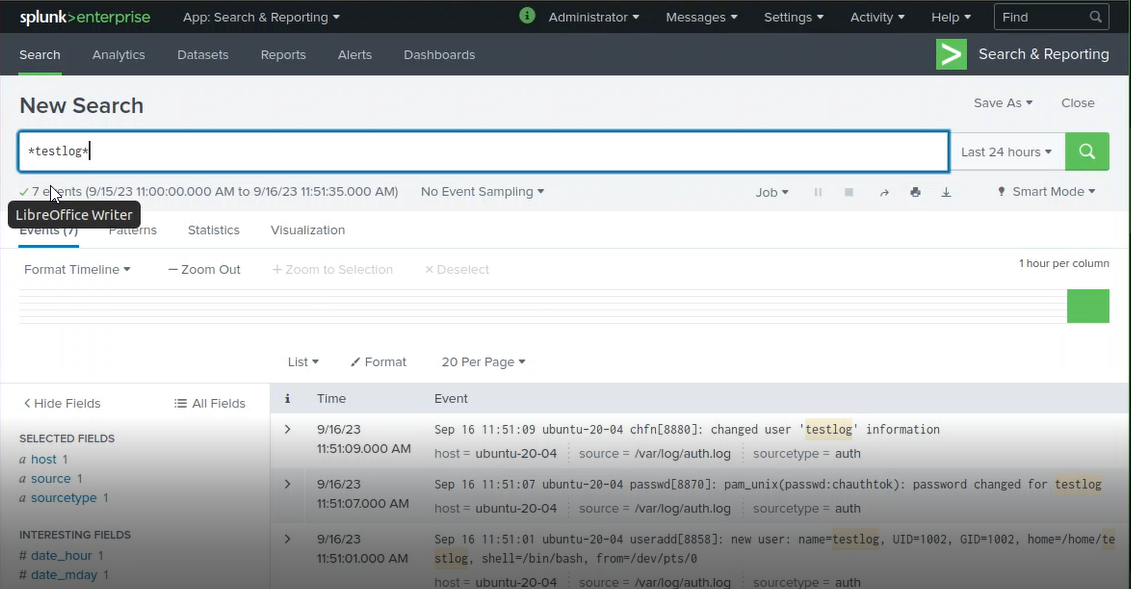 splunk>enterprise App: Search & Reporting Administrator Messages Settings Activity Help Find
Search Analytics Datasets Reports Alerts Dashboards Search & Reporting
New Search Save As Close
*testlog* Last 24 hours
7 events (9/15/23 11:00:00.000 AM to 9/16/23 11:51:35.000 AM) No Event Sampling Job Smart Mode
LibreOffice Writer
Events (7) Patterns Statistics Visualization
Format Timeline – Zoom Out + Zoom to Selection × Deselect 1 hour per column
List Format 20 Per Page
< Hide Fields All Fields i Time Event
SELECTED FIELDS
a host 1
a source 1
a sourcetype 1
INTERESTING FIELDS
# date_hour 1
# date_mday 1
9/16/23 Sep 16 11:51:09 ubuntu-20-04 chfn[8880]: changed user 'testlog' information
11:51:09.000 AM host = ubuntu-20-04 source = /var/log/auth.log sourcetype = auth
9/16/23 Sep 16 11:51:07 ubuntu-20-04 passwd[8870]: pam_unix(passwd:chauthtok): password changed for testlog
11:51:07.000 AM host = ubuntu-20-04 source = /var/log/auth.log sourcetype = auth
9/16/23 Sep 16 11:51:01 ubuntu-20-04 useradd[8858]: new user: name=testlog, UID=1002, GID=1002, home=/home/te
11:51:01.000 AM stlog, shell=/bin/bash, from=/dev/pts/0
host = ubuntu-20-04 source = /var/log/auth.log sourcetype = auth